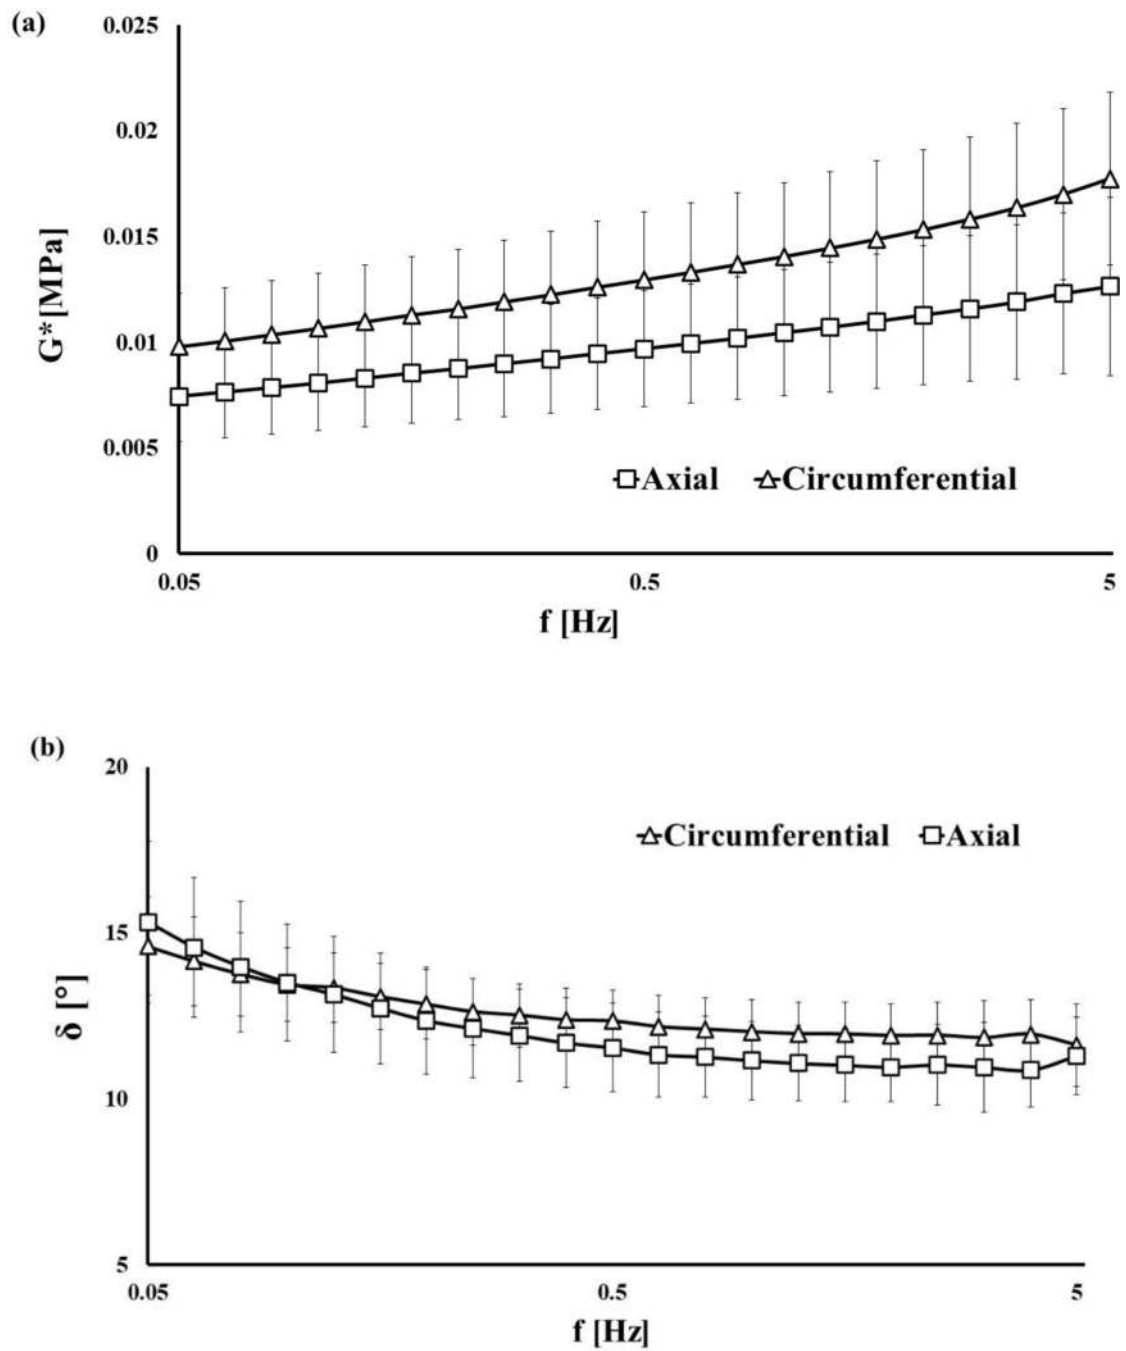 (a)
0.025
0.02
0.015
0.01
0.005
0
G*[MPa]
Axial Circumferential
0.05 0.5 5
f [Hz]
(b)
20
15
10
5
δ [°]
Circumferential Axial
0.05 0.5 5
f [Hz]